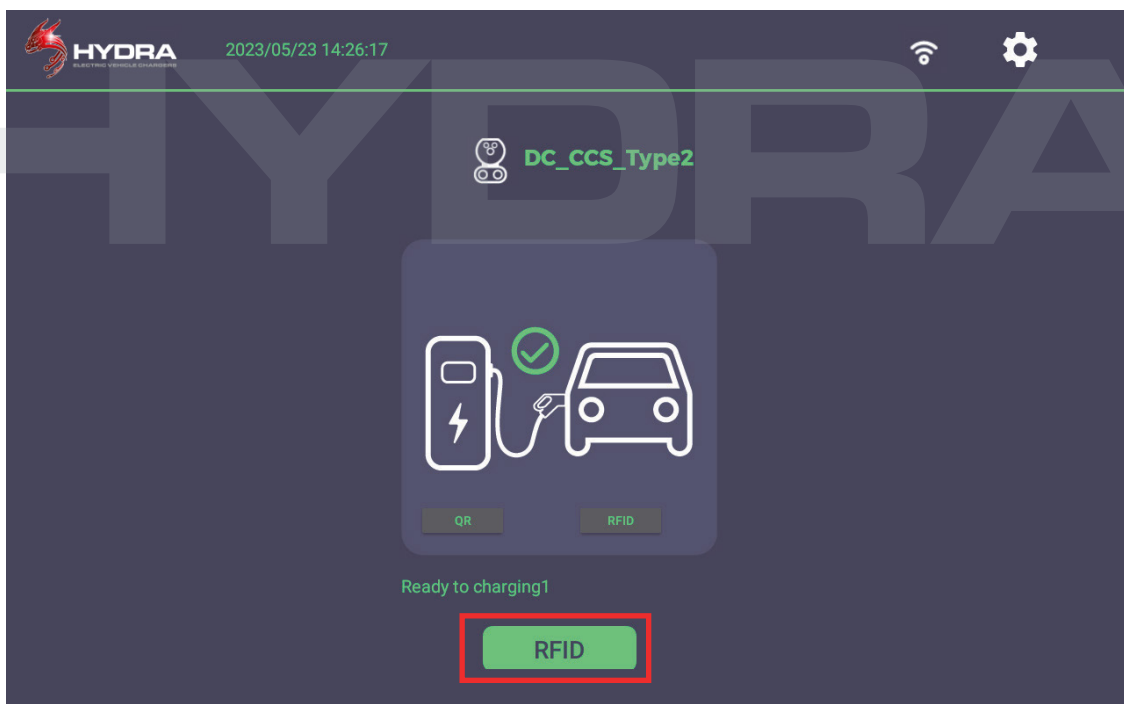 HYDRA
ELECTRIC VEHICLE CHARGERS
2023/05/23 14:26:17
HYDRA
DC_CCS_Type2
QR RFID
Ready to charging1
RFID